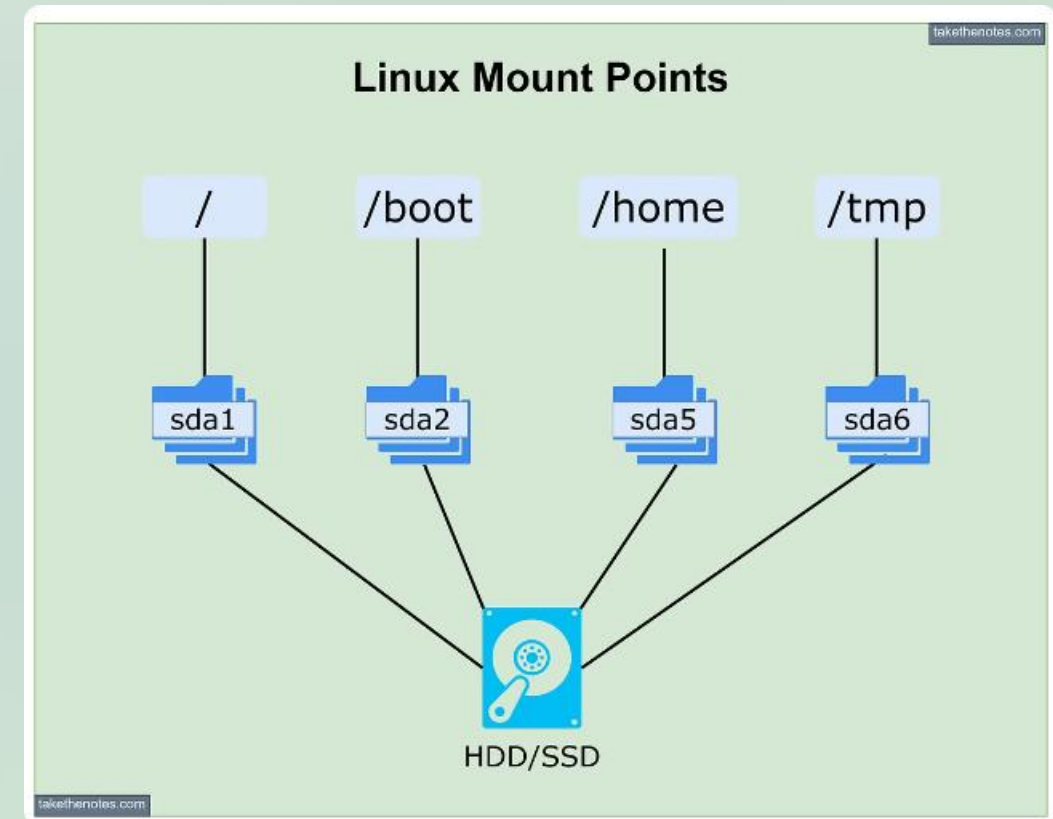 takethenotes.com
Linux Mount Points
/ /boot /home /tmp
sda1 sda2 sda5 sda6
HDD/SSD
takethenotes.com